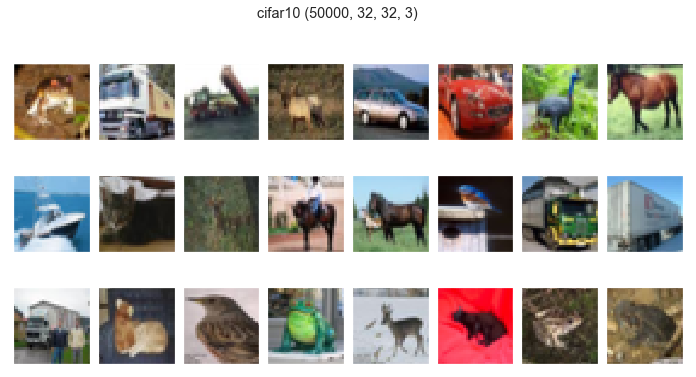 cifar10 (50000, 32, 32, 3)